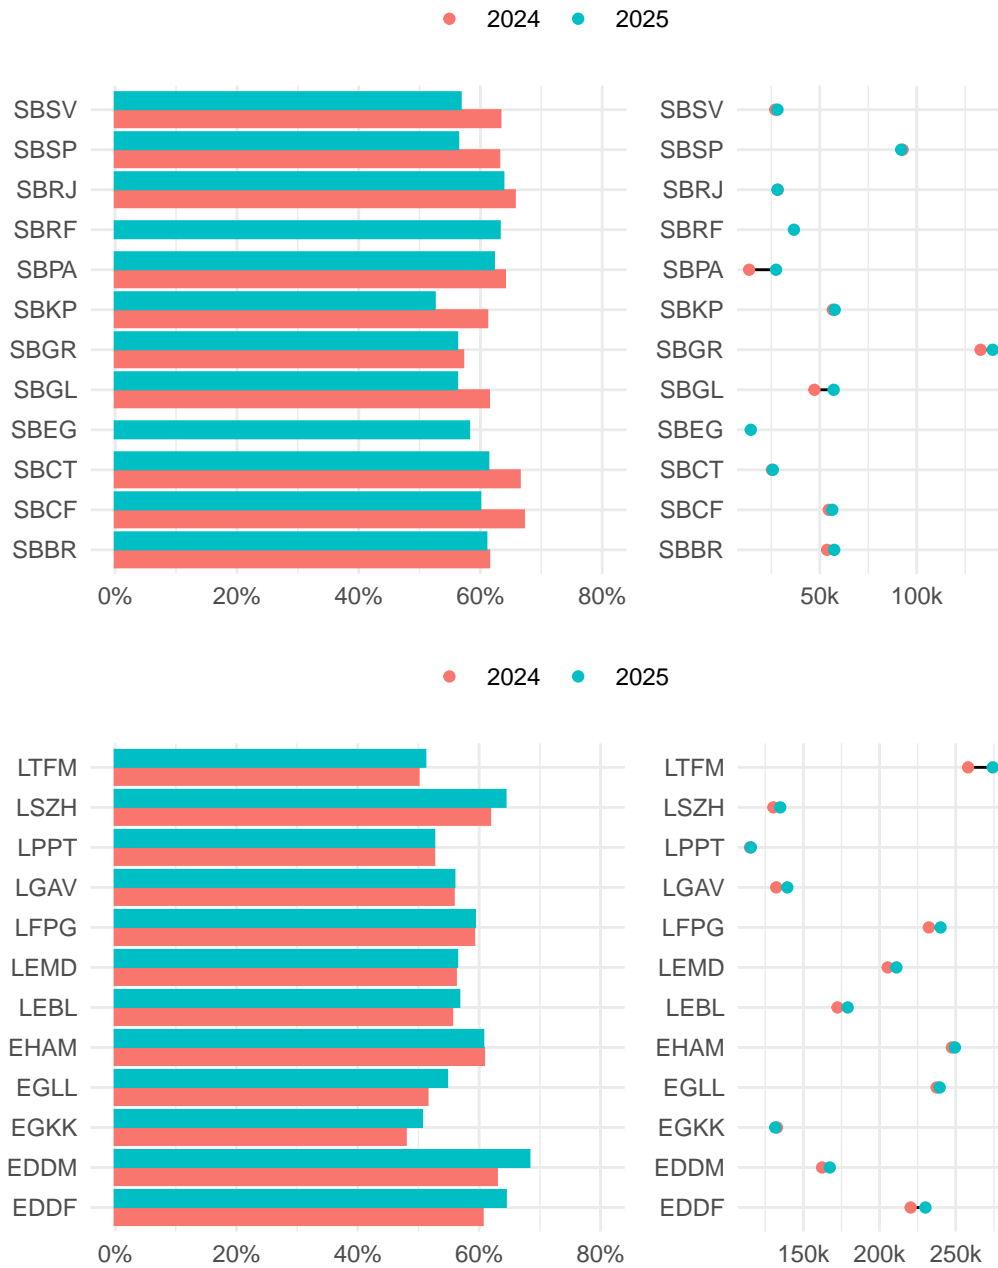 2024 2025
SBSV
SBSP
SBRJ
SBRF
SBPA
SBKP
SBGR
SBGL
SBEG
SBCT
SBCF
SBBR
0% 20% 40% 60% 80%
SBSV
SBSP
SBRJ
SBRF
SBPA
SBKP
SBGR
SBGL
SBEG
SBCT
SBCF
SBBR
50k 100k
2024 2025
LTFM
LSZH
LPPT
LGAV
LFPG
LEMD
LEBL
EHAM
EGLL
EGKK
EDDM
EDDF
0% 20% 40% 60% 80%
LTFM
LSZH
LPPT
LGAV
LFPG
LEMD
LEBL
EHAM
EGLL
EGKK
EDDM
EDDF
150k 200k 250k